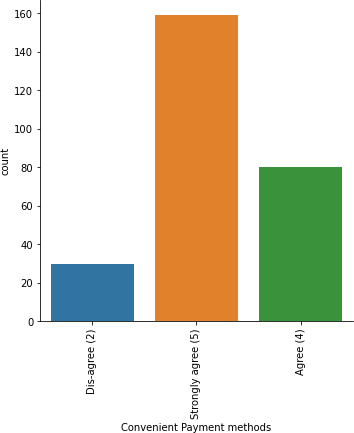 160
140
120
100
80
60
40
20
0
count
Dis-agree (2)
Strongly agree (5)
Agree (4)
Convenient Payment methods